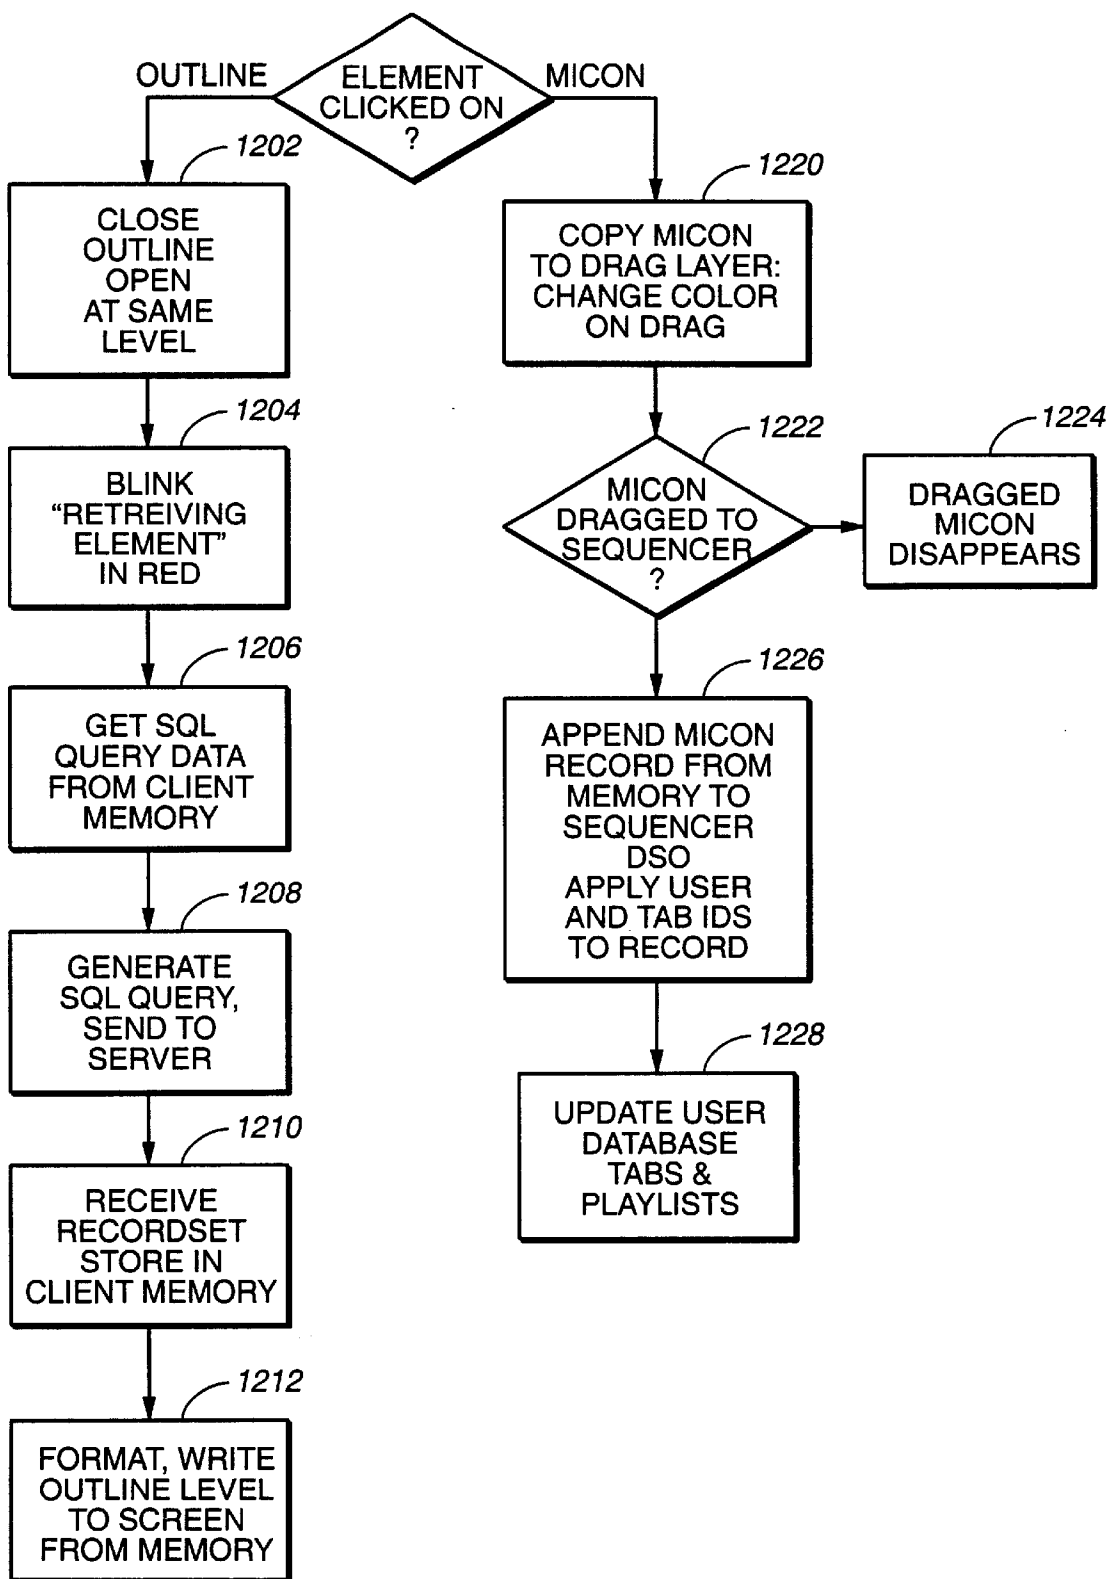 ELEMENT
CLICKED ON
?
OUTLINE
MICON
1202
CLOSE
OUTLINE
OPEN
AT SAME
LEVEL
1204
BLINK
“RETREIVING
ELEMENT”
IN RED
1206
GET SQL
QUERY DATA
FROM CLIENT
MEMORY
1208
GENERATE
SQL QUERY,
SEND TO
SERVER
1210
RECEIVE
RECORDSET
STORE IN
CLIENT MEMORY
1212
FORMAT, WRITE
OUTLINE LEVEL
TO SCREEN
FROM MEMORY
1220
COPY MICON
TO DRAG LAYER:
CHANGE COLOR
ON DRAG
1222
MICON
DRAGGED TO
SEQUENCER
?
1224
DRAGGED
MICON
DISAPPEARS
1226
APPEND MICON
RECORD FROM
MEMORY TO
SEQUENCER
DSO
APPLY USER
AND TAB IDS
TO RECORD
1228
UPDATE USER
DATABASE
TABS &
PLAYLISTS